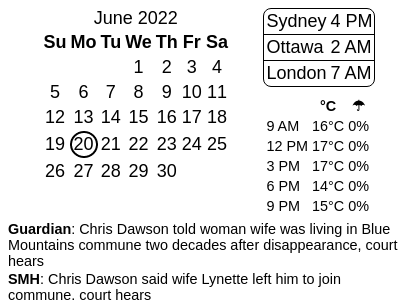 June 2022
Su Mo Tu We Th Fr Sa
1 2 3 4
5 6 7 8 9 10 11
12 13 14 15 16 17 18
19 20 21 22 23 24 25
26 27 28 29 30
Sydney 4 PM
Ottawa 2 AM
London 7 AM
°C ☂
9 AM 16°C 0%
12 PM 17°C 0%
3 PM 17°C 0%
6 PM 14°C 0%
9 PM 15°C 0%
Guardian: Chris Dawson told woman wife was living in Blue
Mountains commune two decades after disappearance, court
hears
SMH: Chris Dawson said wife Lynette left him to join
commune, court hears